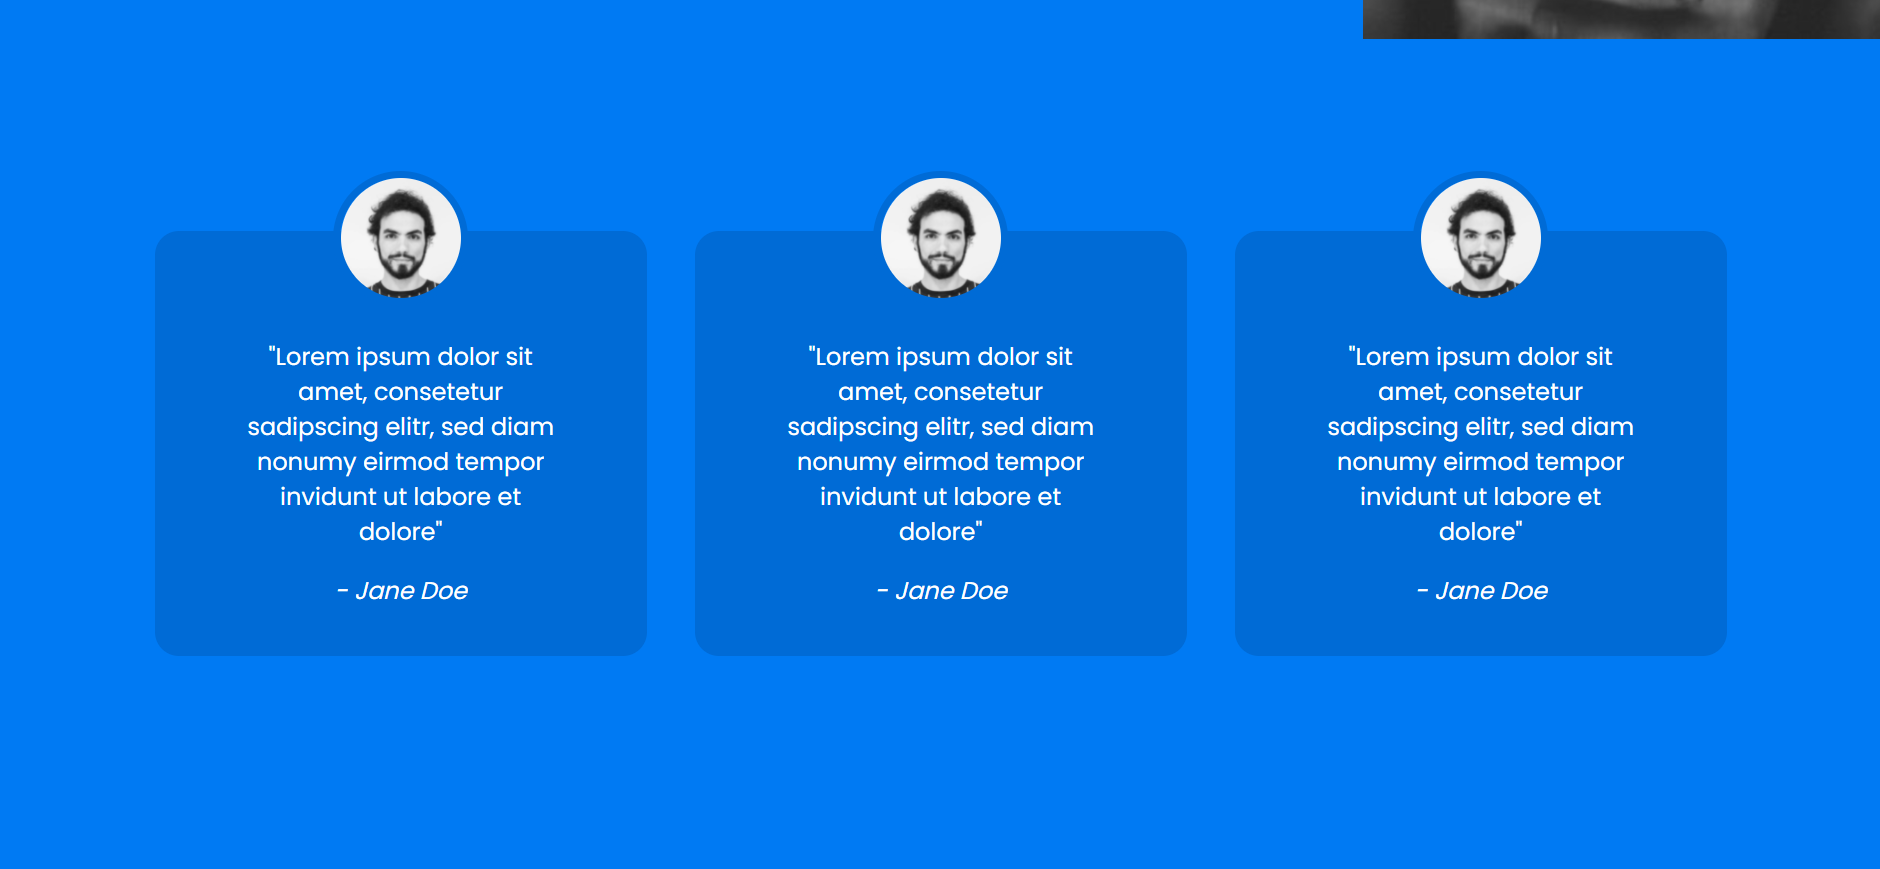 "Lorem ipsum dolor sit
amet, consetetur
sadipscing elitr, sed diam
nonumy eirmod tempor
invidunt ut labore et
dolore"
- Jane Doe
"Lorem ipsum dolor sit
amet, consetetur
sadipscing elitr, sed diam
nonumy eirmod tempor
invidunt ut labore et
dolore"
- Jane Doe
"Lorem ipsum dolor sit
amet, consetetur
sadipscing elitr, sed diam
nonumy eirmod tempor
invidunt ut labore et
dolore"
- Jane Doe